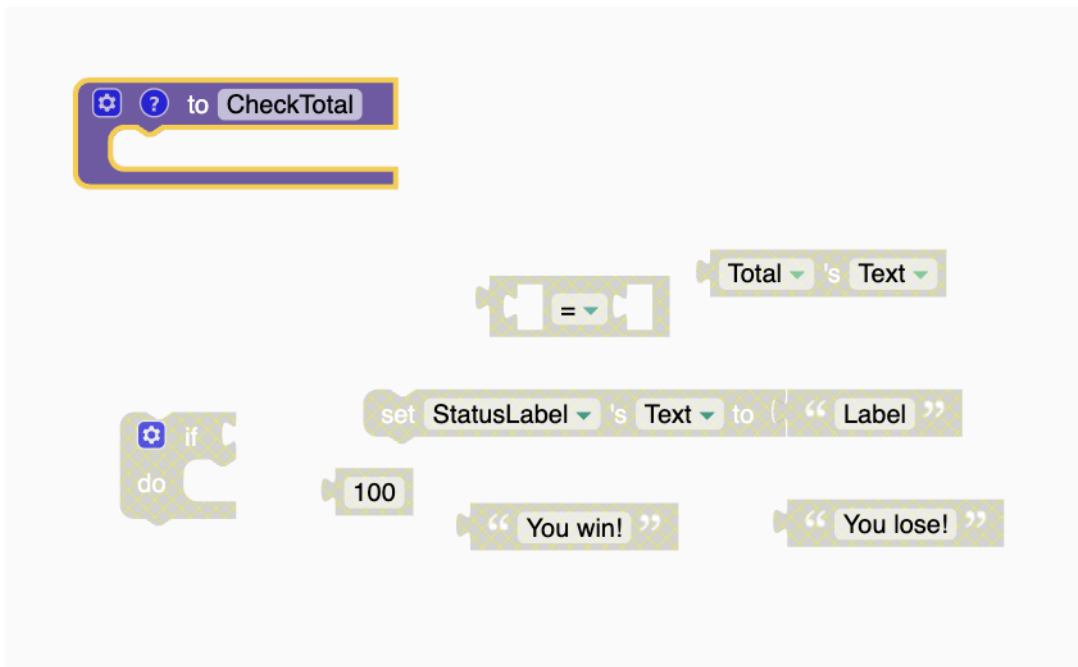 ? to CheckTotal
Total 's Text
=
set StatusLabel 's Text to “ Label ”
if
do
100
“ You win! ”
“ You lose! ”